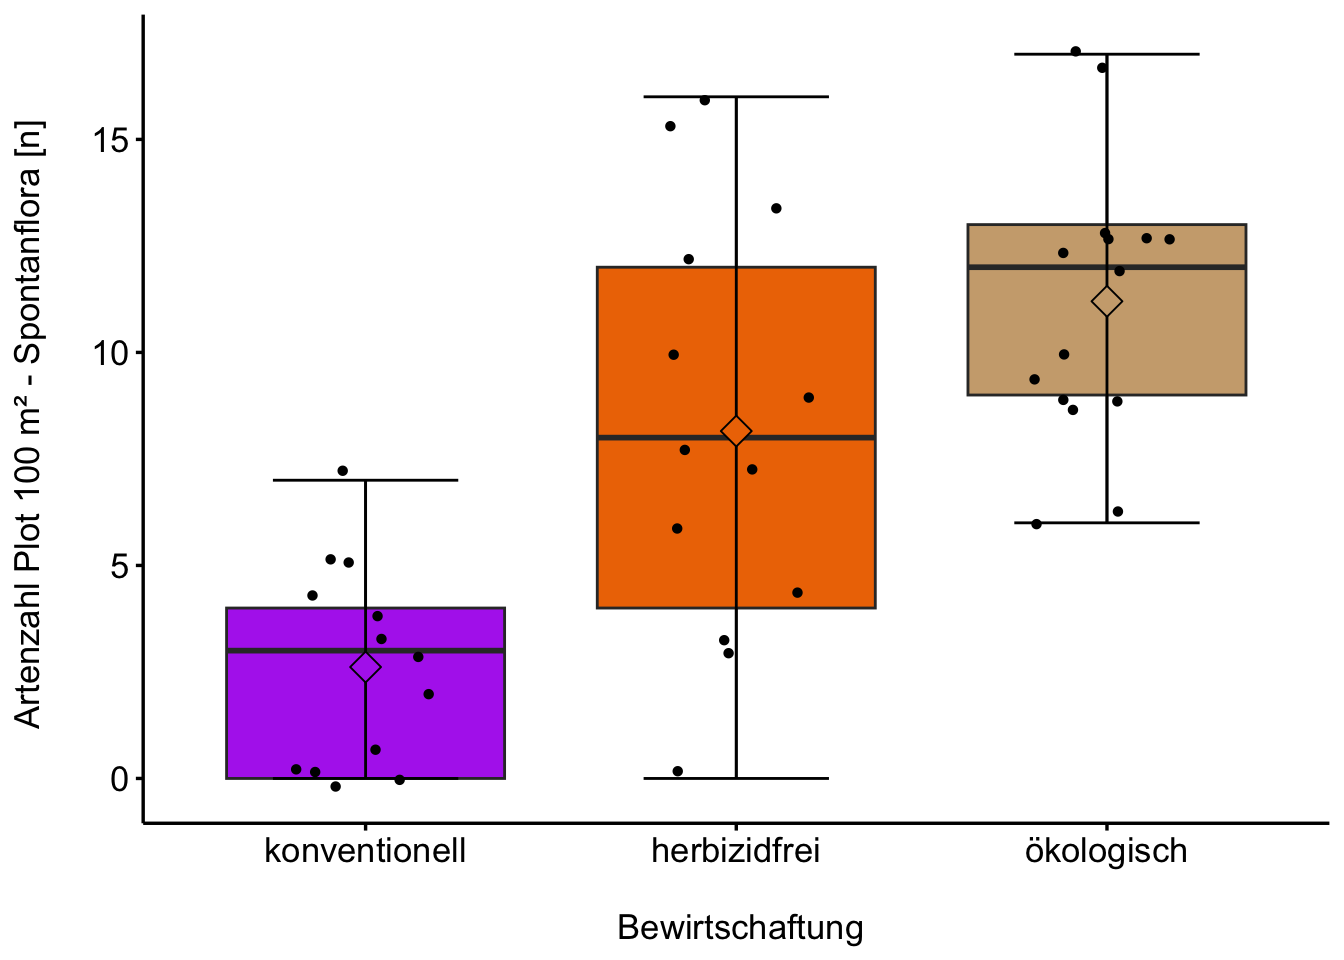 Artenzahl Plot 100 m² - Spontanflora [n]
15
10
5
0
konventionell herbizidfrei ökologisch
Bewirtschaftung